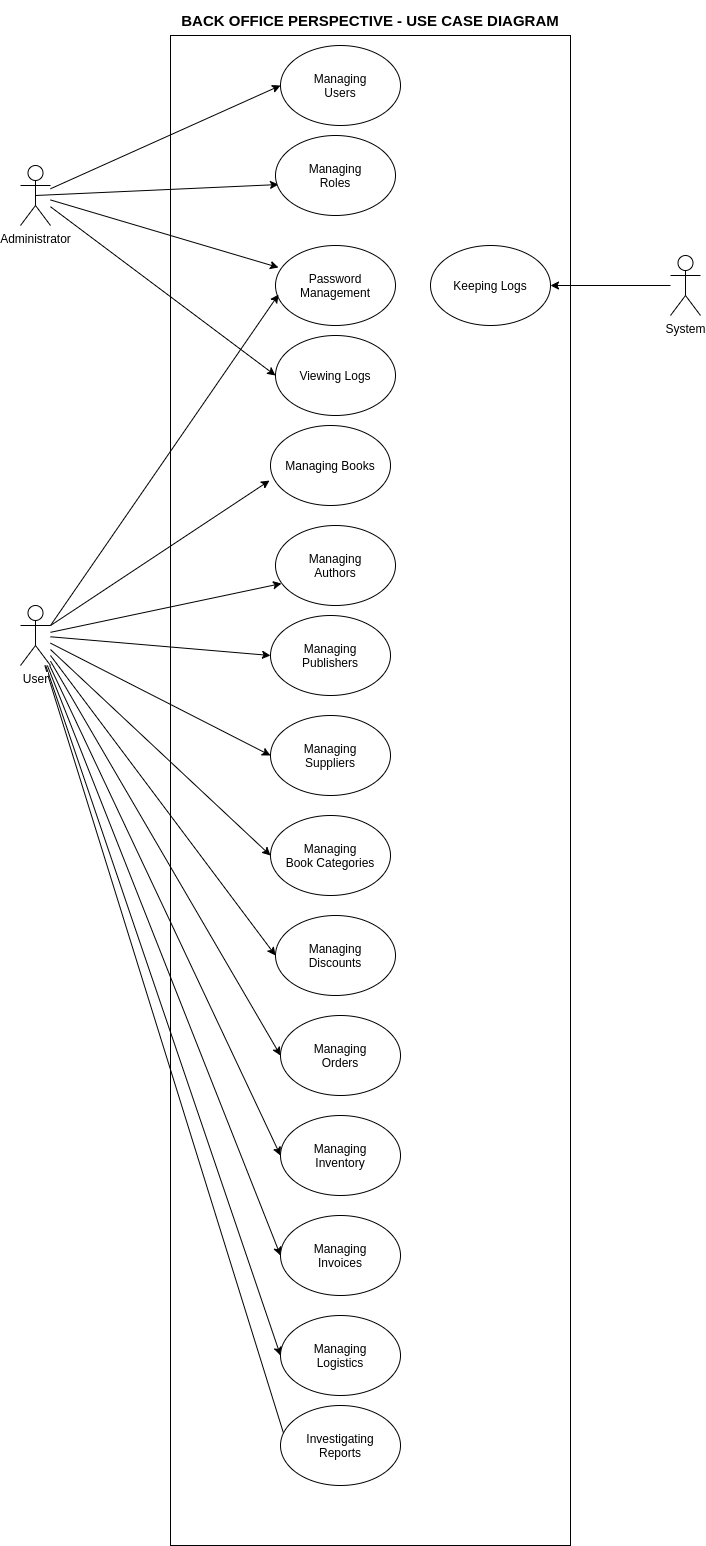 BACK OFFICE PERSPECTIVE - USE CASE DIAGRAM
Managing
Users
Managing
Roles
Administrator
Password
Management
Keeping Logs
System
Viewing Logs
Managing Books
Managing
Authors
Managing
Publishers
User
Managing
Suppliers
Managing
Book Categories
Managing
Discounts
Managing
Orders
Managing
Inventory
Managing
Invoices
Managing
Logistics
Investigating
Reports